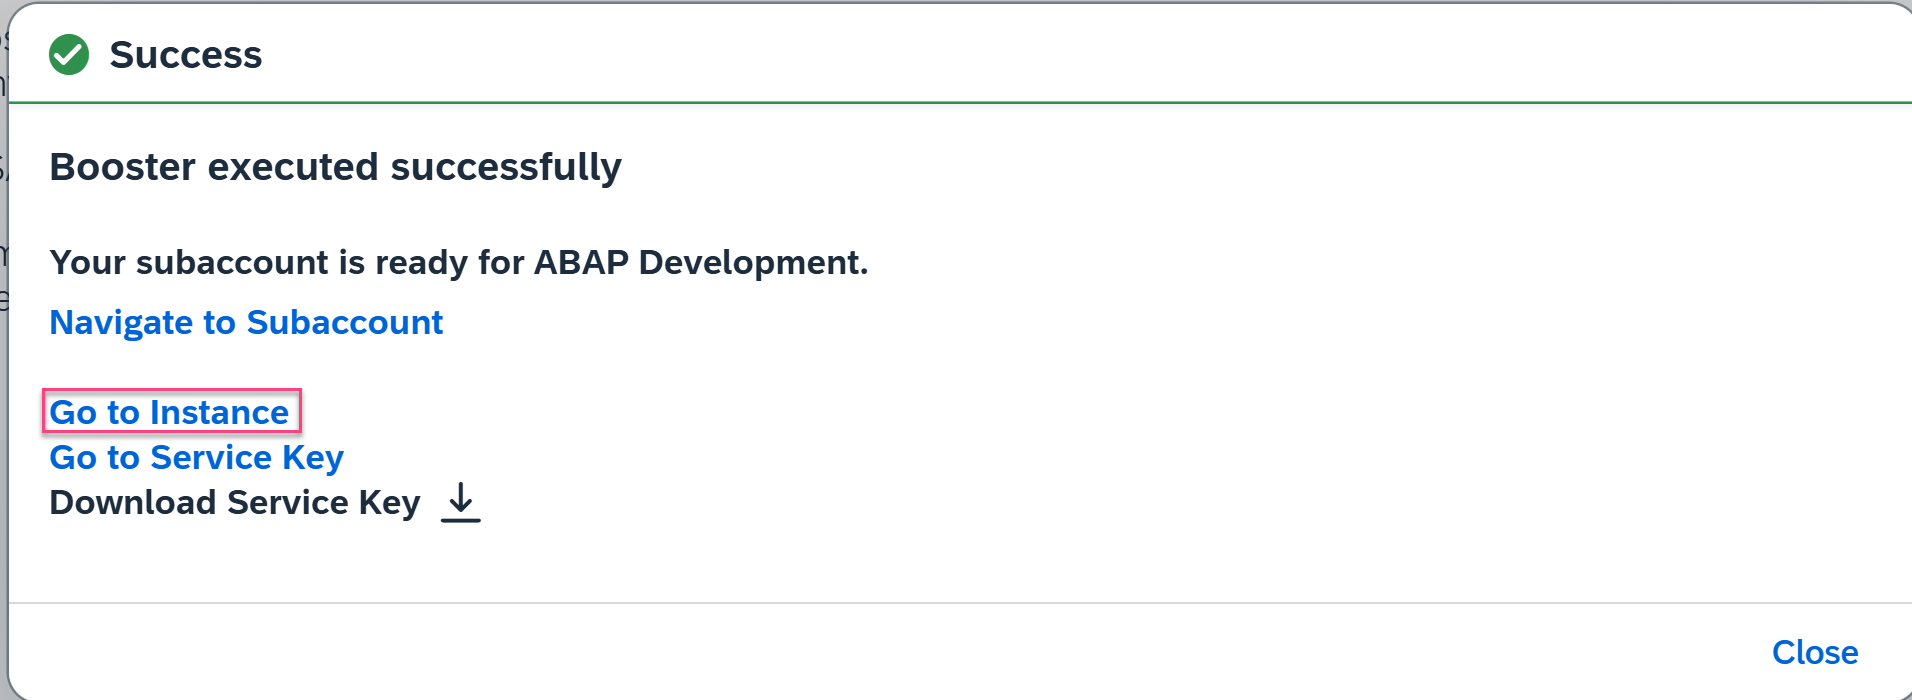 Success
Booster executed successfully
Your subaccount is ready for ABAP Development.
Navigate to Subaccount
Go to Instance
Go to Service Key
Download Service Key
Close